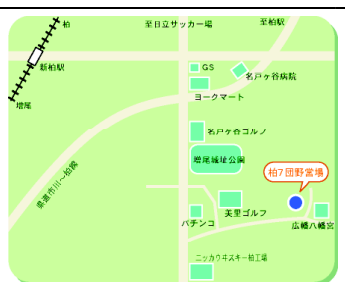 柏
至日立サッカー場
至柏駅
新柏駅
GS
名戸ヶ谷病院
ヨークマート
増尾
名戸ヶ谷ゴルフ
増尾城址公園
柏7団野営場
県道市川～柏線
美里ゴルフ
パチンコ
広幡八幡宮
ニッカウヰスキー柏工場